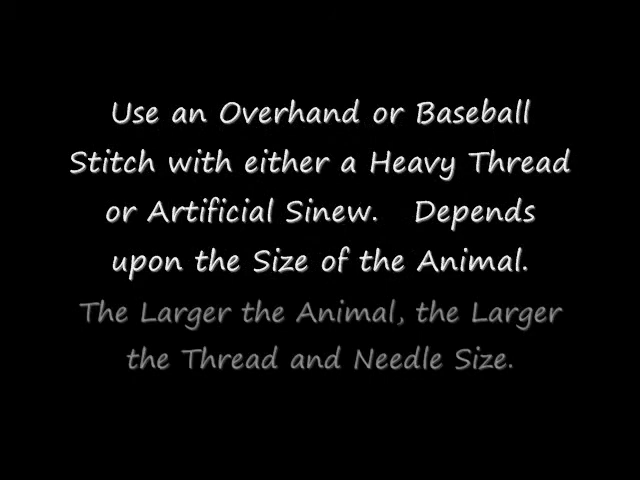 Use an Overhand or Baseball
Stitch with either a Heavy Thread
or Artificial Sinew.   Depends
upon the Size of the Animal.
The Larger the Animal, the Larger
the Thread and Needle Size.